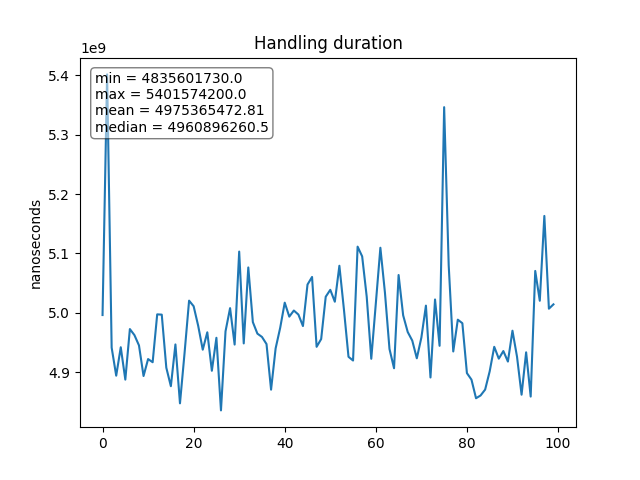 Handling duration
1e9
min = 4835601730.0
max = 5401574200.0
mean = 4975365472.81
median = 4960896260.5
nanoseconds
5.4
5.3
5.2
5.1
5.0
4.9
0
20
40
60
80
100